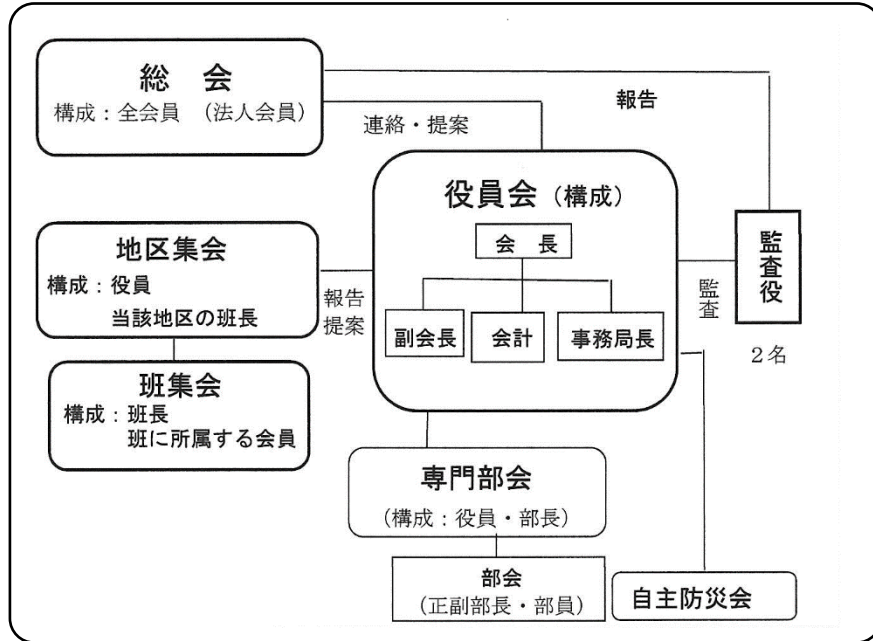 総　会
構成：全会員　（法人会員）
報告
連絡・提案
役員会（構成）
会　長
副会長
会計
事務局長
地区集会
構成：役員
当該地区の班長
報告
提案
監査
監査役
２名
班集会
構成：班長
班に所属する会員
専門部会
（構成：役員・部長）
部会
（正副部長・部員）
自主防災会